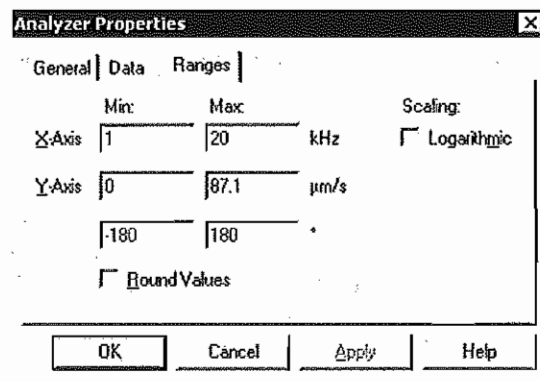 Analyzer Properties
General Data Ranges
Min: Max: Scaling:
X-Axis 1 20 kHz Logarithmic
Y-Axis 0 87.1 µm/s
-180 180 °
Round Values
OK Cancel Apply Help